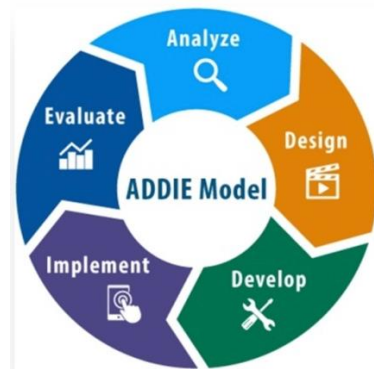 Analyze
Design
Develop
Implement
Evaluate
ADDIE Model